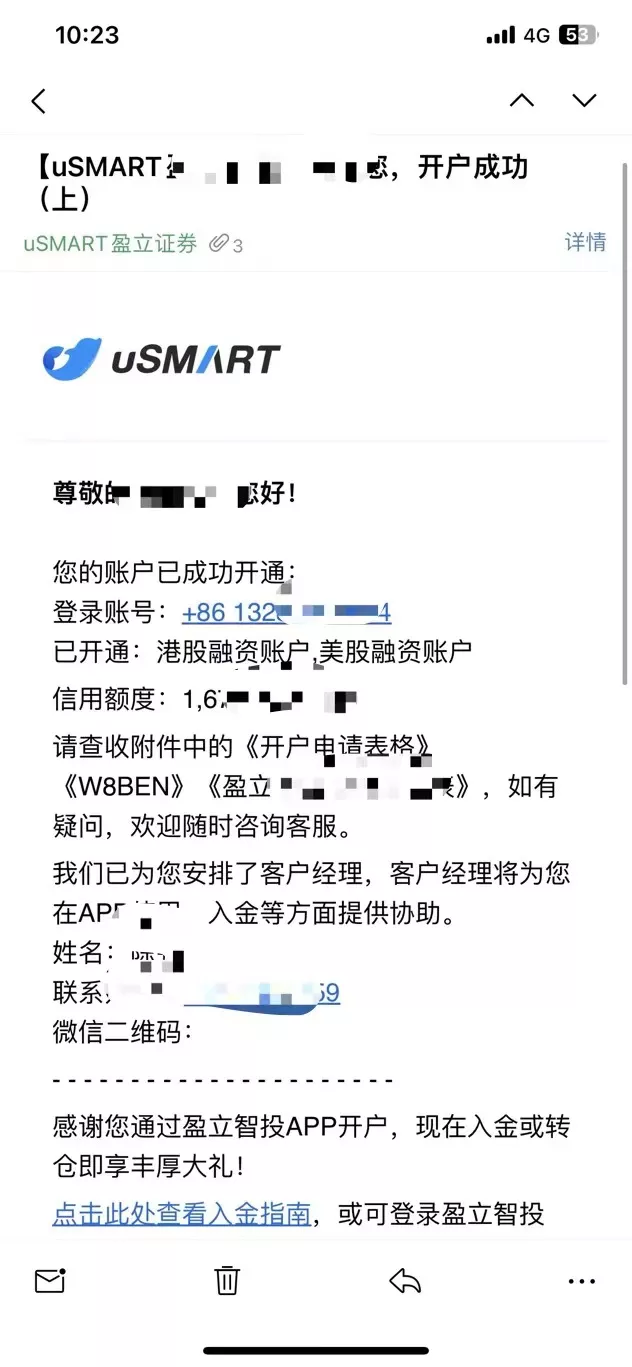 10:23
4G 53
【uSMART 您，开户成功
（上）
uSMART盈立证券 3
详情
uSMART
尊敬的 您好！
您的账户已成功开通：
登录账号：+86 132 4
已开通：港股融资账户,美股融资账户
信用额度：1,6
请查收附件中的《开户申请表格》
《W8BEN》《盈立 》，如有
疑问，欢迎随时咨询客服。
我们已为您安排了客户经理，客户经理将为您
在APP 入金等方面提供协助。
姓名：
联系 59
微信二维码：
- - - - - - - - - - - - - - - - - - - - - -
感谢您通过盈立智投APP开户，现在入金或转
仓即享丰厚大礼！
点击此处查看入金指南，或可登录盈立智投